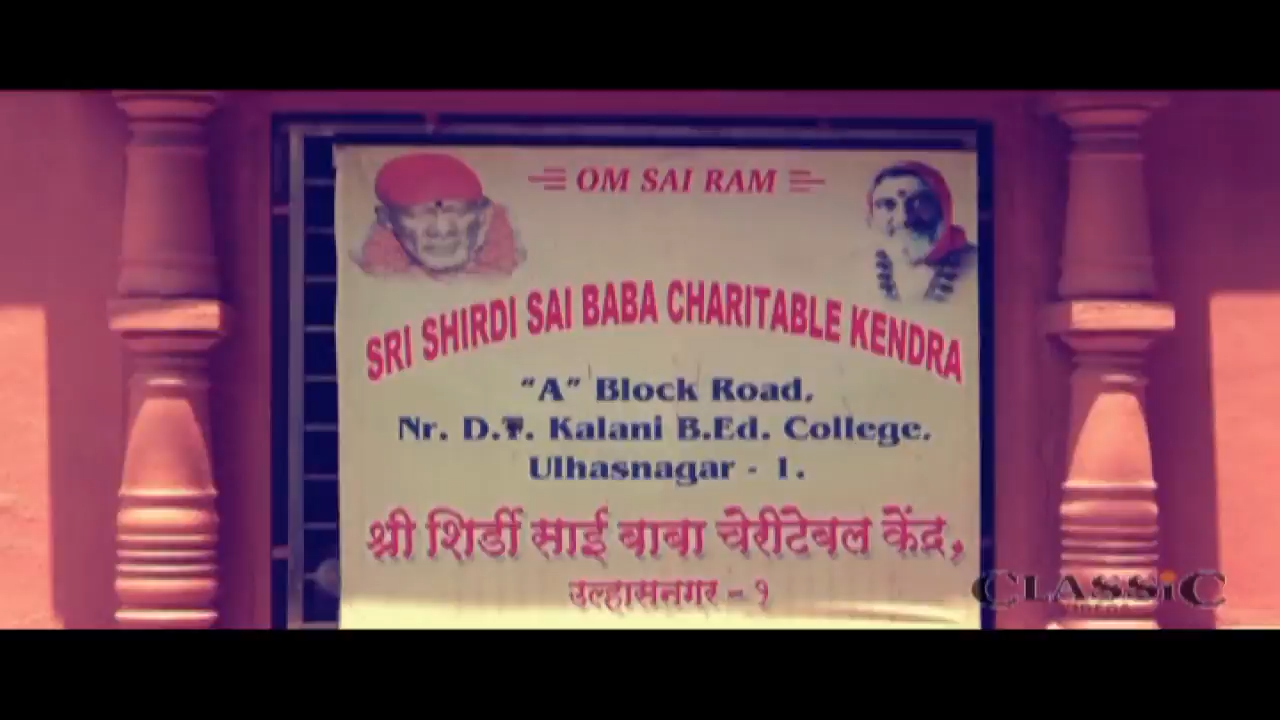 OM SAI RAM
SRI SHIRDI SAI BABA CHARITABLE KENDRA
"A" Block Road,
Nr. D.T. Kalani B.Ed. College.
Ulhasnagar - 1.
श्री शिर्डी साई बाबा चेरीटेबल केंद्र,
उल्हासनगर - १
CLASSiC